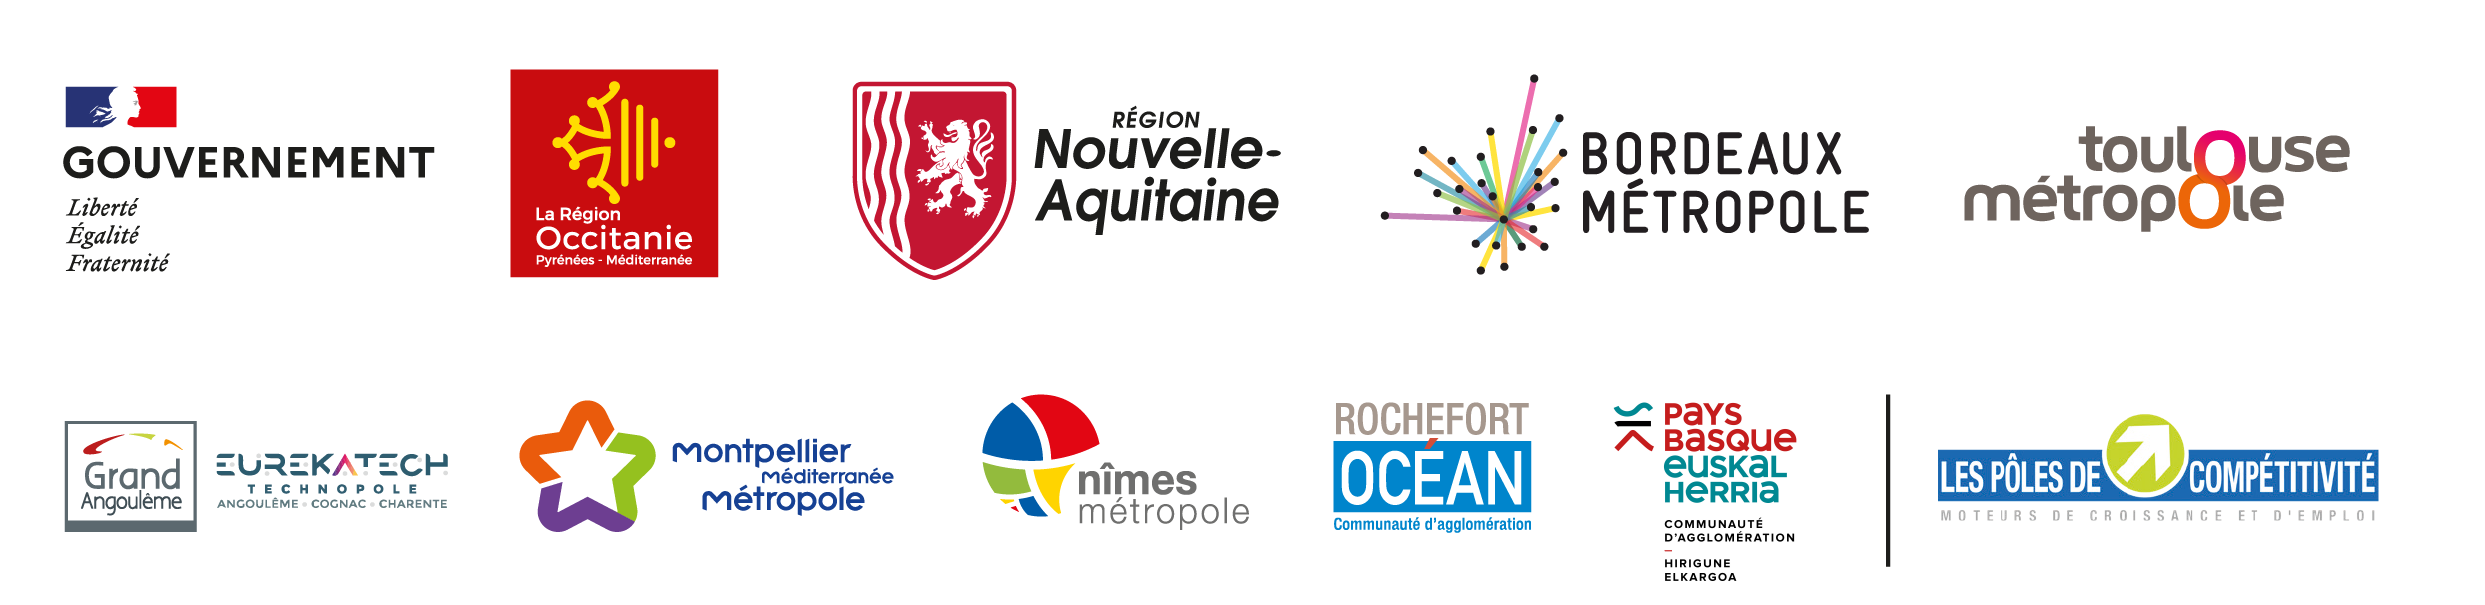 GOUVERNEMENT
Liberté
Égalité
Fraternité
La Région
Occitanie
Pyrénées - Méditerranée
RÉGION
Nouvelle-
Aquitaine
BORDEAUX
MÉTROPOLE
toulouse
métropole
Grand
Angoulême
EUREKATECH
TECHNOPOLE
ANGOULÊME • COGNAC • CHARENTE
montpellier
méditerranée
métropole
nîmes
métropole
ROCHEFORT
OCÉAN
Communauté d'agglomération
PAYS
BASQUE
EUSKAL
HERRIA
COMMUNAUTÉ
D'AGGLOMÉRATION
HIRIGUNE
ELKARGOA
LES PÔLES DE COMPÉTITIVITÉ
MOTEURS DE CROISSANCE ET D'EMPLOI